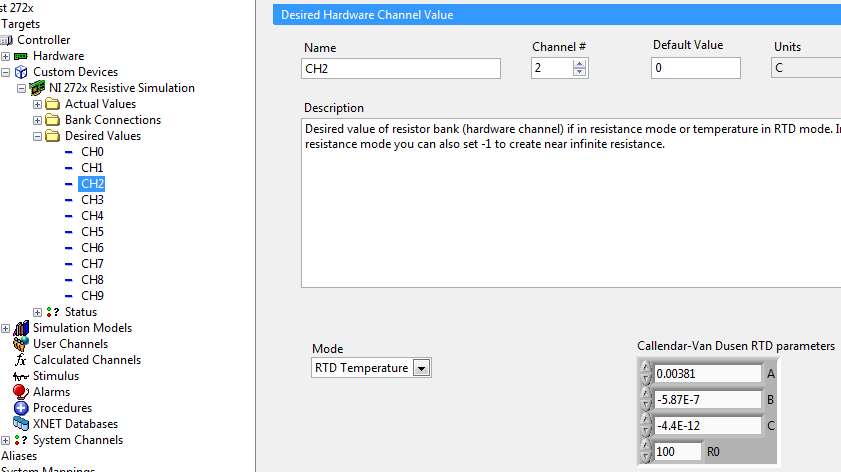 st 272x
Targets
Controller
Hardware
Custom Devices
NI 272x Resistive Simulation
Actual Values
Bank Connections
Desired Values
CH0
CH1
CH2
CH3
CH4
CH5
CH6
CH7
CH8
CH9
Status
Simulation Models
User Channels
fx Calculated Channels
Stimulus
Alarms
Procedures
XNET Databases
System Channels
Aliases
System Mappings
Desired Hardware Channel Value
Name Channel # Default Value Units
CH2 2 0 C
Description
Desired value of resistor bank (hardware channel) if in resistance mode or temperature in RTD mode. In
resistance mode you can also set -1 to create near infinite resistance.
Mode
RTD Temperature
Callendar-Van Dusen RTD parameters
0.00381 A
-5.87E-7 B
-4.4E-12 C
100 R0